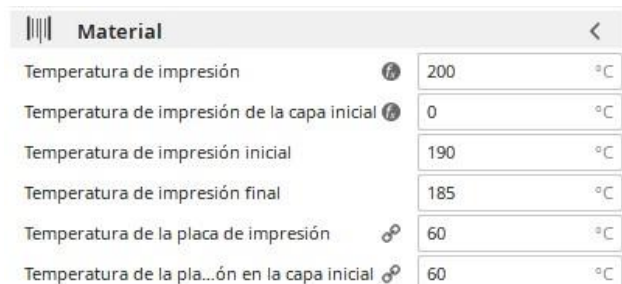 Material
Temperatura de impresión 200 °C
Temperatura de impresión de la capa inicial 0 °C
Temperatura de impresión inicial 190 °C
Temperatura de impresión final 185 °C
Temperatura de la placa de impresión 60 °C
Temperatura de la pla...ón en la capa inicial 60 °C